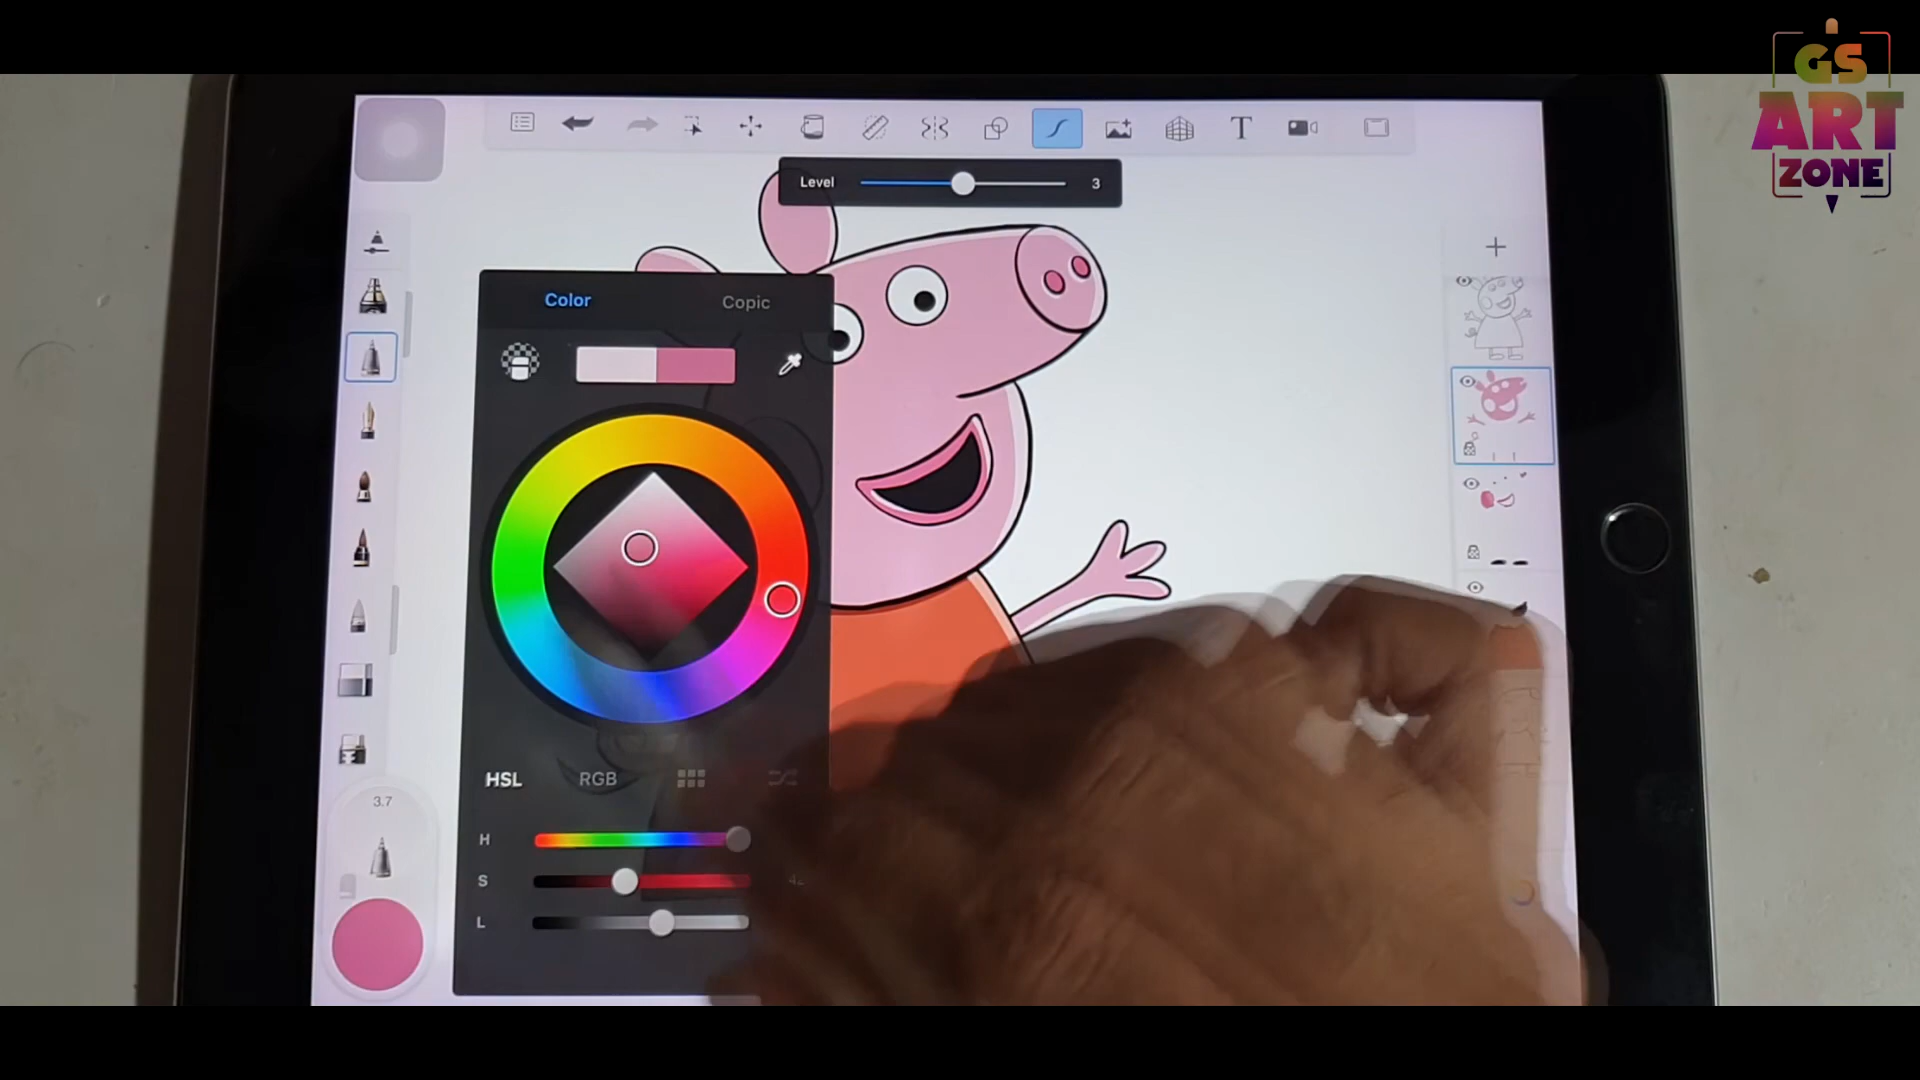 GS
ART
ZONE
T
Level 3
Color Copic
HSL RGB
3.7
H
S
L